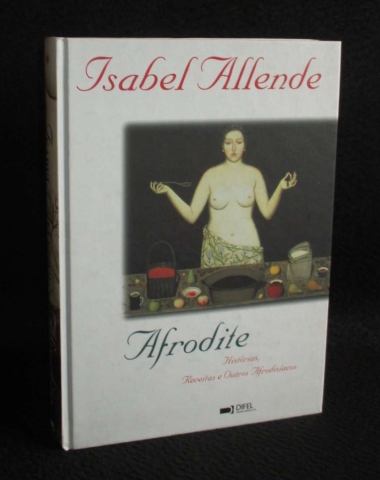 Isabel Allende
Afrodite
Histórias,
Receitas e Outros Afrodisíacos
DIFEL